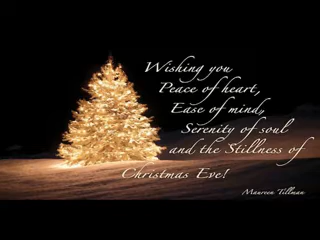 Wishing you
Peace of heart,
Ease of mind,
Serenity of soul
and the Stillness of
Christmas Eve!
Maureen Tillman